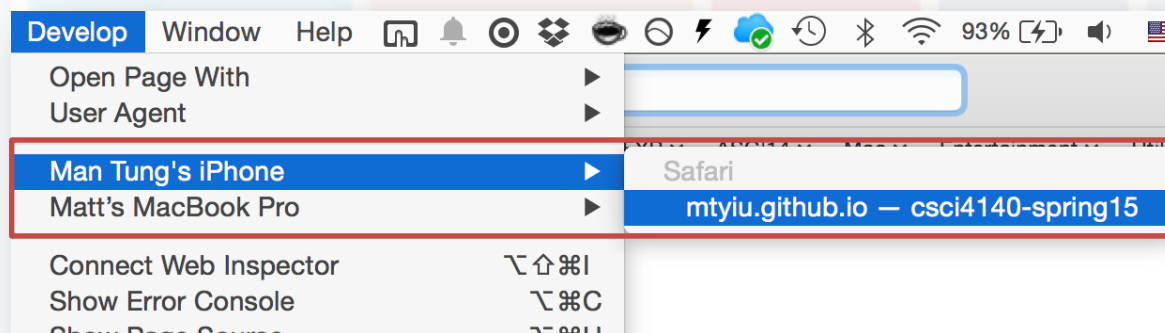 Develop Window Help 93%
Open Page With
User Agent
Man Tung's iPhone
Safari
Matt's MacBook Pro
mtyiu.github.io — csci4140-spring15
Connect Web Inspector ⌥⇧⌘I
Show Error Console ⌥⌘C